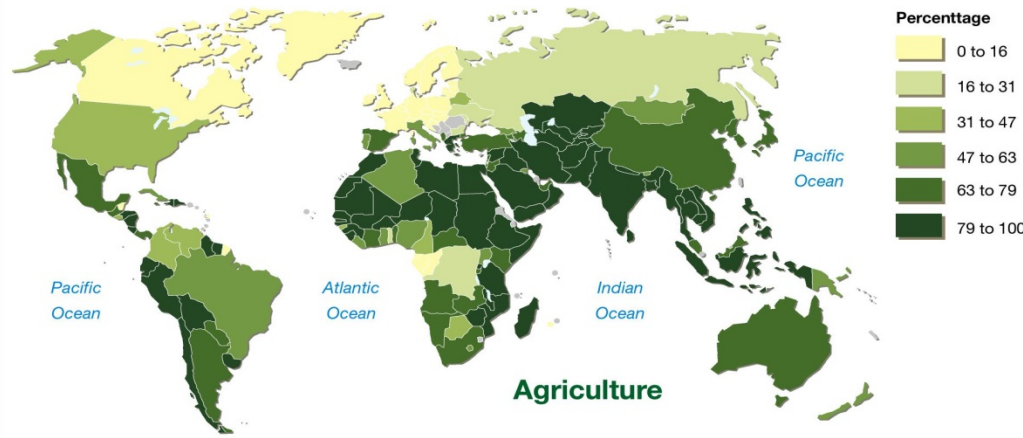 Percenttage
0 to 16
16 to 31
31 to 47
47 to 63
63 to 79
79 to 100
Pacific
Ocean
Pacific
Ocean
Atlantic
Ocean
Indian
Ocean
Agriculture